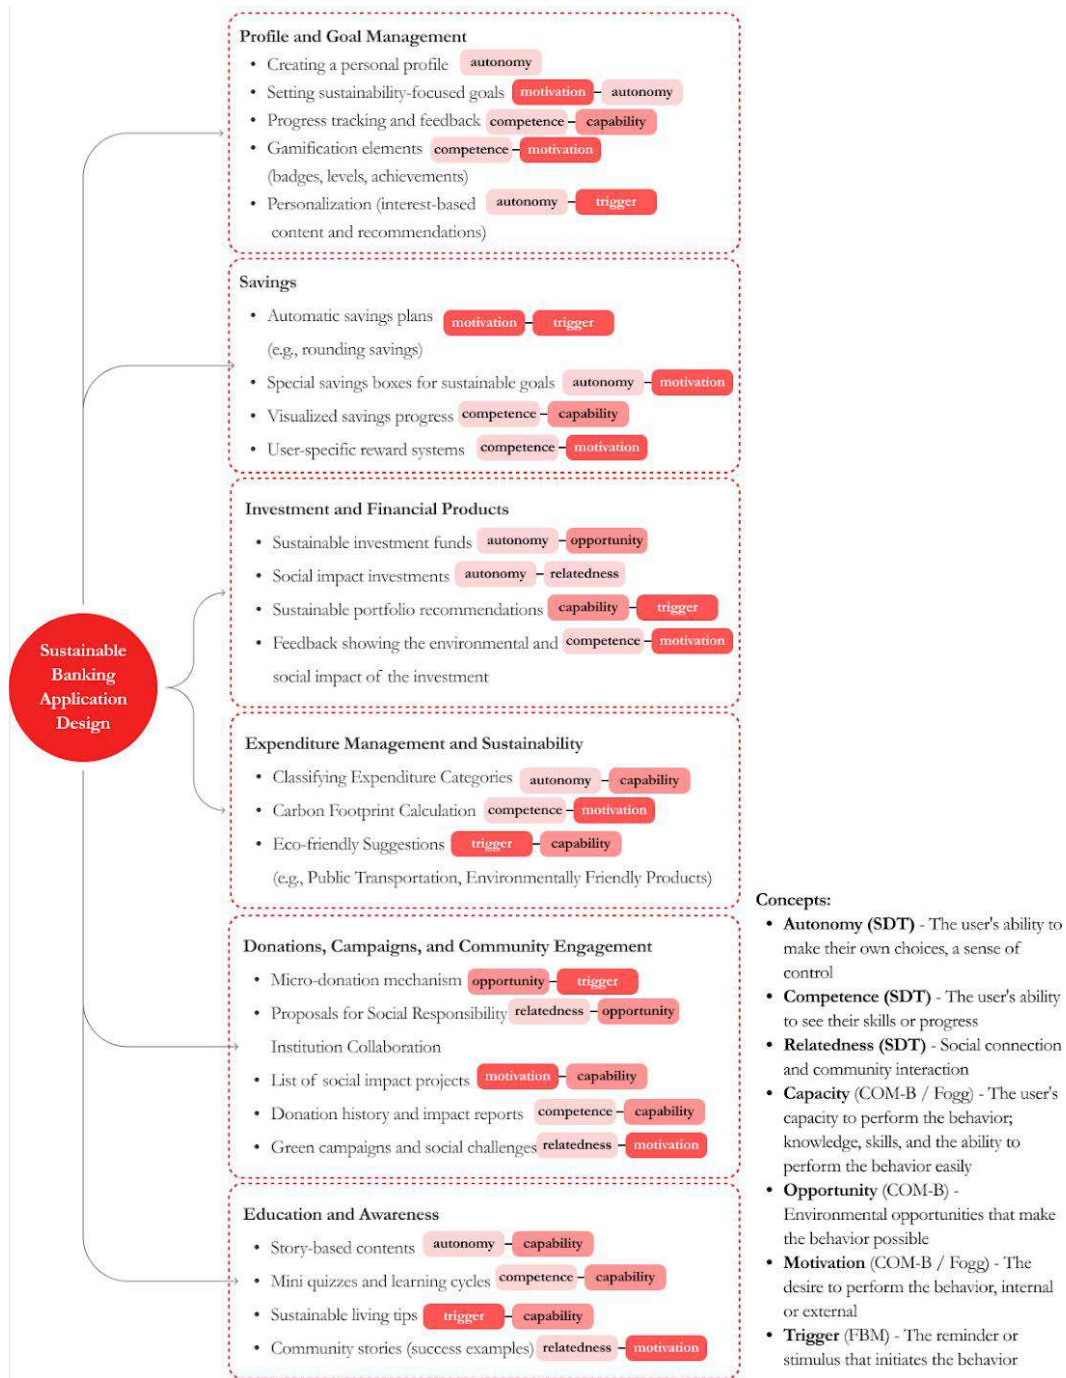 Sustainable
Banking
Application
Design
Profile and Goal Management
• Creating a personal profile autonomy
• Setting sustainability-focused goals motivation autonomy
• Progress tracking and feedback competence capability
• Gamification elements competence motivation
(badges, levels, achievements)
• Personalization (interest-based autonomy trigger
content and recommendations)
Savings
• Automatic savings plans motivation trigger
(e.g., rounding savings)
• Special savings boxes for sustainable goals autonomy motivation
• Visualized savings progress competence capability
• User-specific reward systems competence motivation
Investment and Financial Products
• Sustainable investment funds autonomy opportunity
• Social impact investments autonomy relatedness
• Sustainable portfolio recommendations capability trigger
• Feedback showing the environmental and competence motivation
social impact of the investment
Expenditure Management and Sustainability
• Classifying Expenditure Categories autonomy capability
• Carbon Footprint Calculation competence motivation
• Eco-friendly Suggestions trigger capability
(e.g., Public Transportation, Environmentally Friendly Products)
Donations, Campaigns, and Community Engagement
• Micro-donation mechanism opportunity trigger
• Proposals for Social Responsibility relatedness opportunity
Institution Collaboration
• List of social impact projects motivation capability
• Donation history and impact reports competence capability
• Green campaigns and social challenges relatedness motivation
Education and Awareness
• Story-based contents autonomy capability
• Mini quizzes and learning cycles competence capability
• Sustainable living tips trigger capability
• Community stories (success examples) relatedness motivation
Concepts:
• Autonomy (SDT) - The user's ability to
make their own choices, a sense of
control
• Competence (SDT) - The user's ability
to see their skills or progress
• Relatedness (SDT) - Social connection
and community interaction
• Capacity (COM-B / Fogg) - The user's
capacity to perform the behavior;
knowledge, skills, and the ability to
perform the behavior easily
• Opportunity (COM-B) -
Environmental opportunities that make
the behavior possible
• Motivation (COM-B / Fogg) - The
desire to perform the behavior, internal
or external
• Trigger (FBM) - The reminder or
stimulus that initiates the behavior